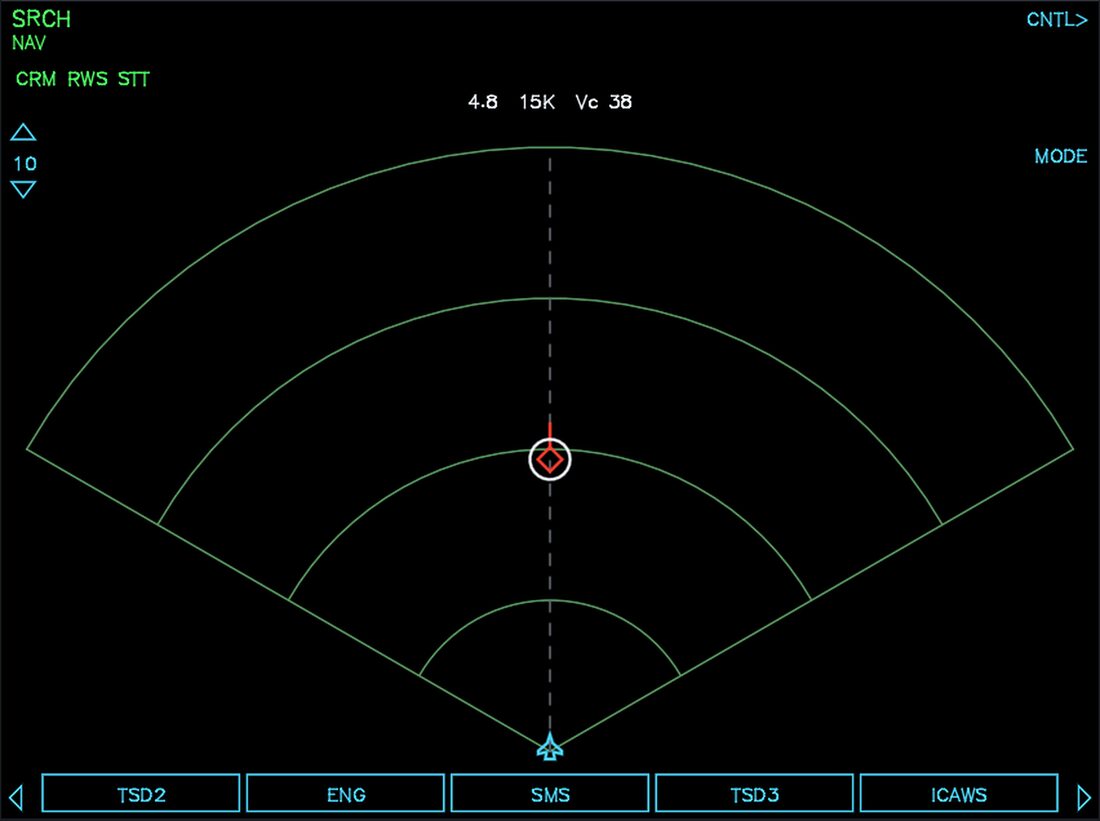 SRCH
CNTL>
NAV
CRM RWS STT
4.8 15K Vc 38
10
MODE
TSD2 ENG SMS TSD3 ICAWS